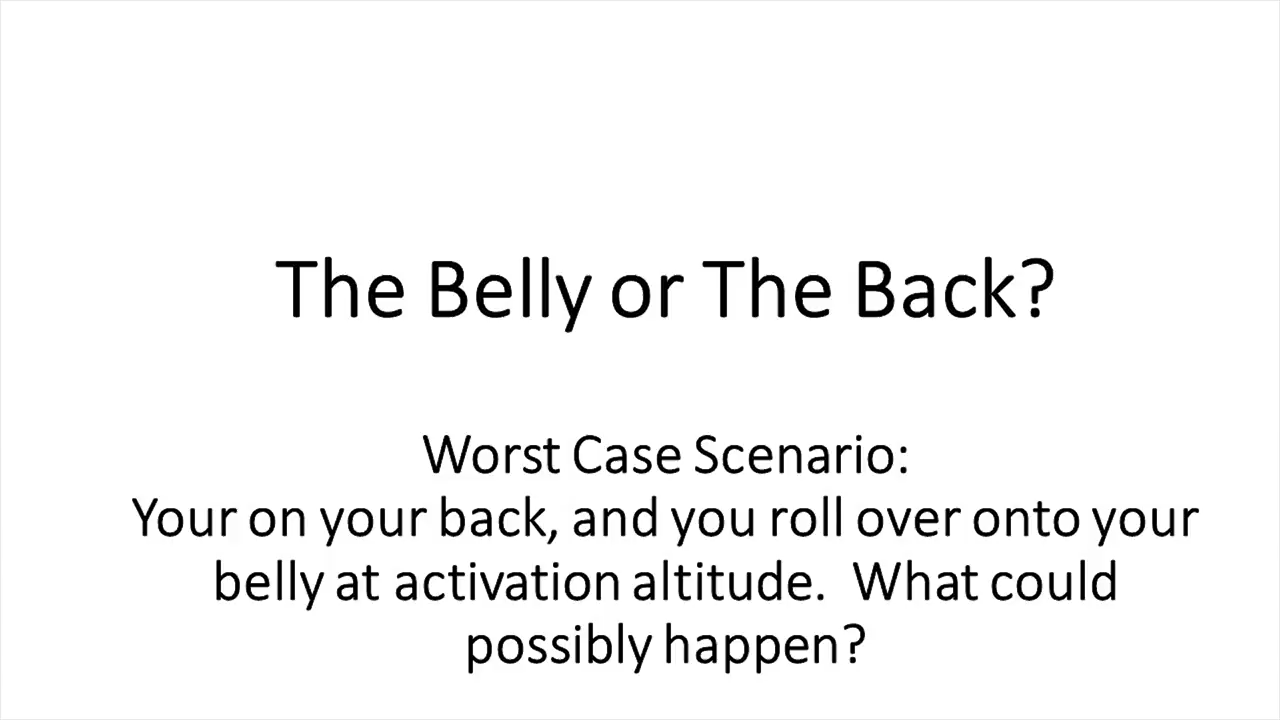 The Belly or The Back?
Worst Case Scenario:
Your on your back, and you roll over onto your
belly at activation altitude.  What could
possibly happen?